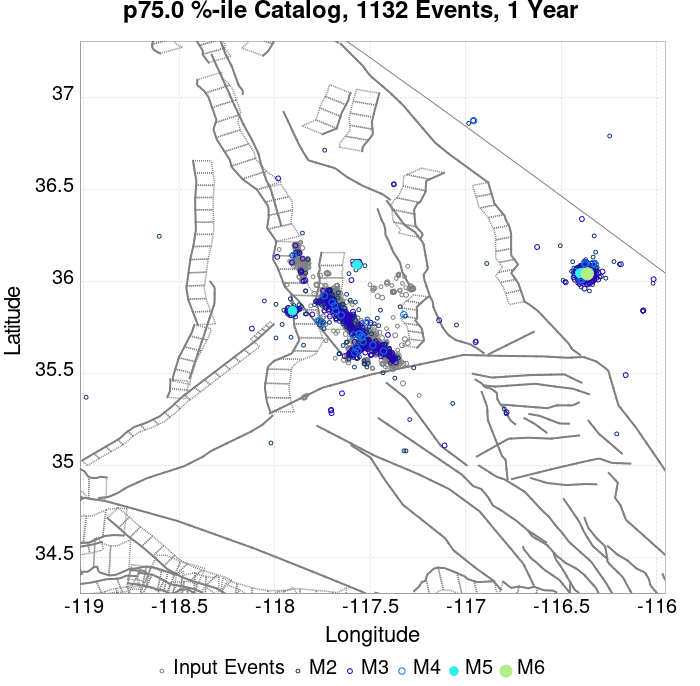 p75.0 %-ile Catalog, 1132 Events, 1 Year
37
36.5
36
35.5
35
34.5
Latitude
-119 -118.5 -118 -117.5 -117 -116.5 -116
Longitude
Input Events M2 M3 M4 M5 M6